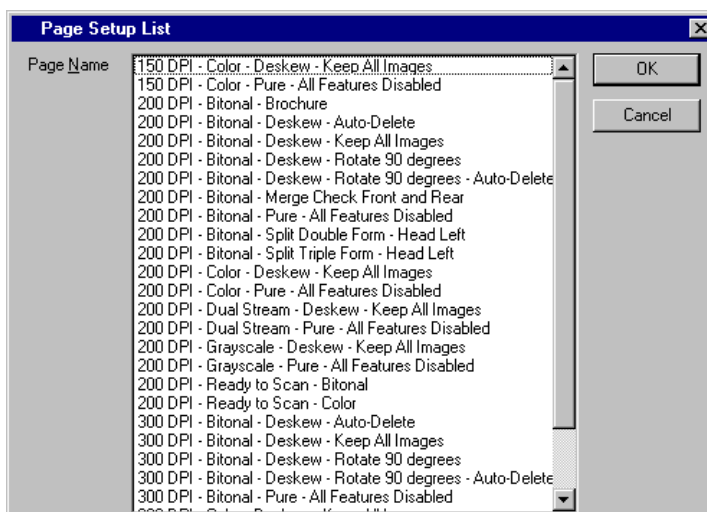 Page Setup List
Page Name
150 DPI - Color - Deskew - Keep All Images
150 DPI - Color - Pure - All Features Disabled
200 DPI - Bitonal - Brochure
200 DPI - Bitonal - Deskew - Auto-Delete
200 DPI - Bitonal - Deskew - Keep All Images
200 DPI - Bitonal - Deskew - Rotate 90 degrees
200 DPI - Bitonal - Deskew - Rotate 90 degrees - Auto-Delete
200 DPI - Bitonal - Merge Check Front and Rear
200 DPI - Bitonal - Pure - All Features Disabled
200 DPI - Bitonal - Split Double Form - Head Left
200 DPI - Bitonal - Split Triple Form - Head Left
200 DPI - Color - Deskew - Keep All Images
200 DPI - Color - Pure - All Features Disabled
200 DPI - Dual Stream - Deskew - Keep All Images
200 DPI - Dual Stream - Pure - All Features Disabled
200 DPI - Grayscale - Deskew - Keep All Images
200 DPI - Grayscale - Pure - All Features Disabled
200 DPI - Ready to Scan - Bitonal
200 DPI - Ready to Scan - Color
300 DPI - Bitonal - Deskew - Auto-Delete
300 DPI - Bitonal - Deskew - Keep All Images
300 DPI - Bitonal - Deskew - Rotate 90 degrees
300 DPI - Bitonal - Deskew - Rotate 90 degrees - Auto-Delete
300 DPI - Bitonal - Pure - All Features Disabled
OK
Cancel